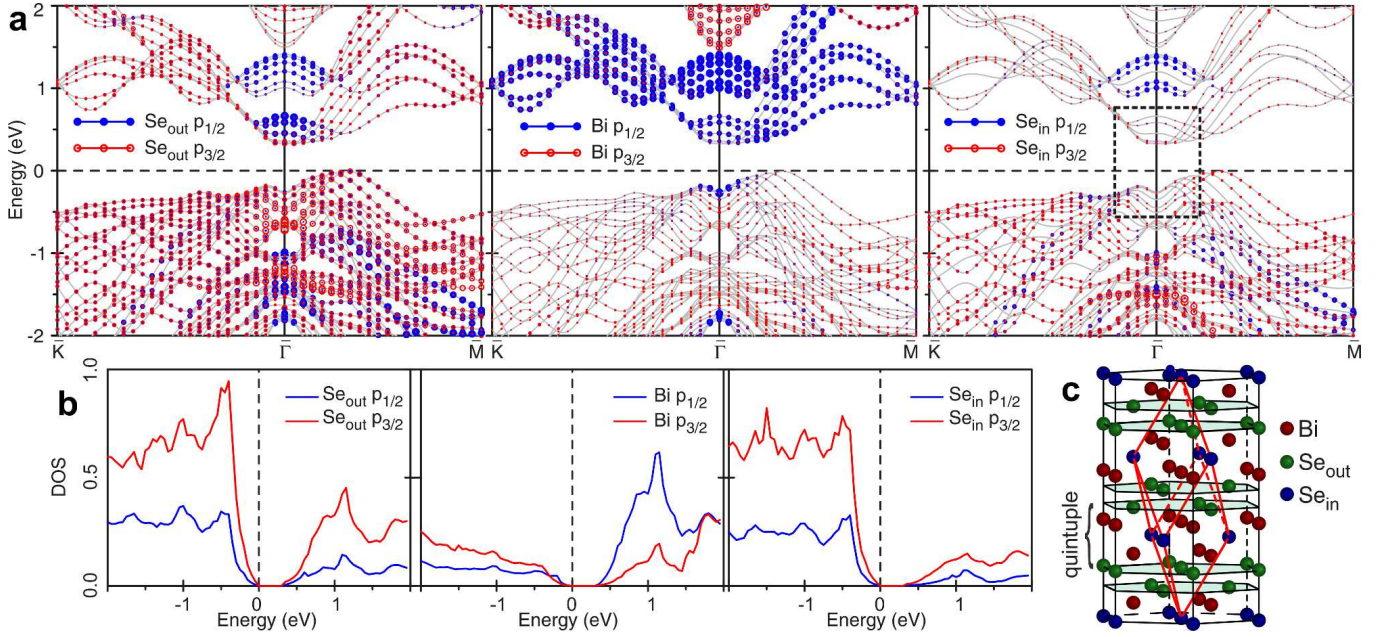 a
2
1
0
-1
-2
Energy (eV)
Se_out p_1/2
Se_out p_3/2
K̄
Γ̄
M̄
Bi p_1/2
Bi p_3/2
K̄
Γ̄
M̄
Se_in p_1/2
Se_in p_3/2
K̄
Γ̄
M̄
b
1.0
0.5
0.0
DOS
Se_out p_1/2
Se_out p_3/2
-1 0 1
Energy (eV)
Bi p_1/2
Bi p_3/2
-1 0 1
Energy (eV)
Se_in p_1/2
Se_in p_3/2
-1 0 1
Energy (eV)
c
Bi
Se_out
Se_in
quintuple